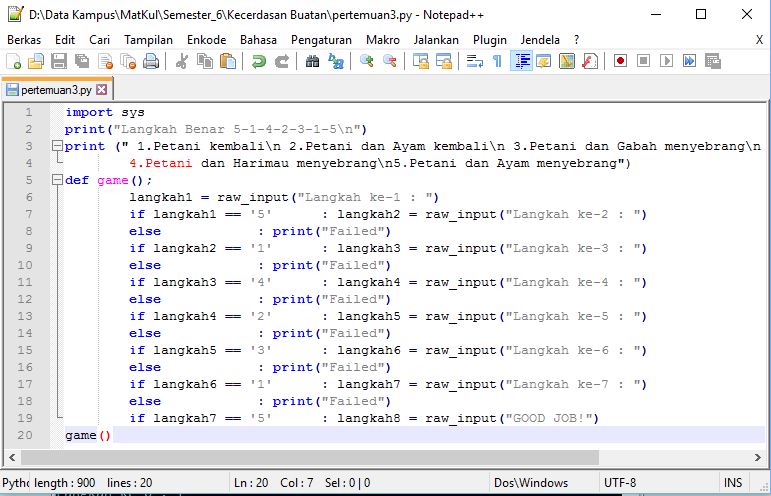 D:\Data Kampus\MatKul\Semester_6\Kecerdasan Buatan\pertemuan3.py - Notepad++
Berkas Edit Cari Tampilan Enkode Bahasa Pengaturan Makro Jalankan Plugin Jendela ? X
pertemuan3.py
1 import sys
2 print("Langkah Benar 5-1-4-2-3-1-5\n")
3 print (" 1.Petani kembali\n 2.Petani dan Ayam kembali\n 3.Petani dan Gabah menyebrang\n
4 4.Petani dan Harimau menyebrang\n5.Petani dan Ayam menyebrang")
5 def game();
6 langkah1 = raw_input("Langkah ke-1 : ")
7 if langkah1 == '5' : langkah2 = raw_input("Langkah ke-2 : ")
8 else : print("Failed")
9 if langkah2 == '1' : langkah3 = raw_input("Langkah ke-3 : ")
10 else : print("Failed")
11 if langkah3 == '4' : langkah4 = raw_input("Langkah ke-4 : ")
12 else : print("Failed")
13 if langkah4 == '2' : langkah5 = raw_input("Langkah ke-5 : ")
14 else : print("Failed")
15 if langkah5 == '3' : langkah6 = raw_input("Langkah ke-6 : ")
16 else : print("Failed")
17 if langkah6 == '1' : langkah7 = raw_input("Langkah ke-7 : ")
18 else : print("Failed")
19 if langkah7 == '5' : langkah8 = raw_input("GOOD JOB!")
20 game()
Pytho length : 900 lines : 20 Ln : 20 Col : 7 Sel : 0 | 0 Dos\Windows UTF-8 INS